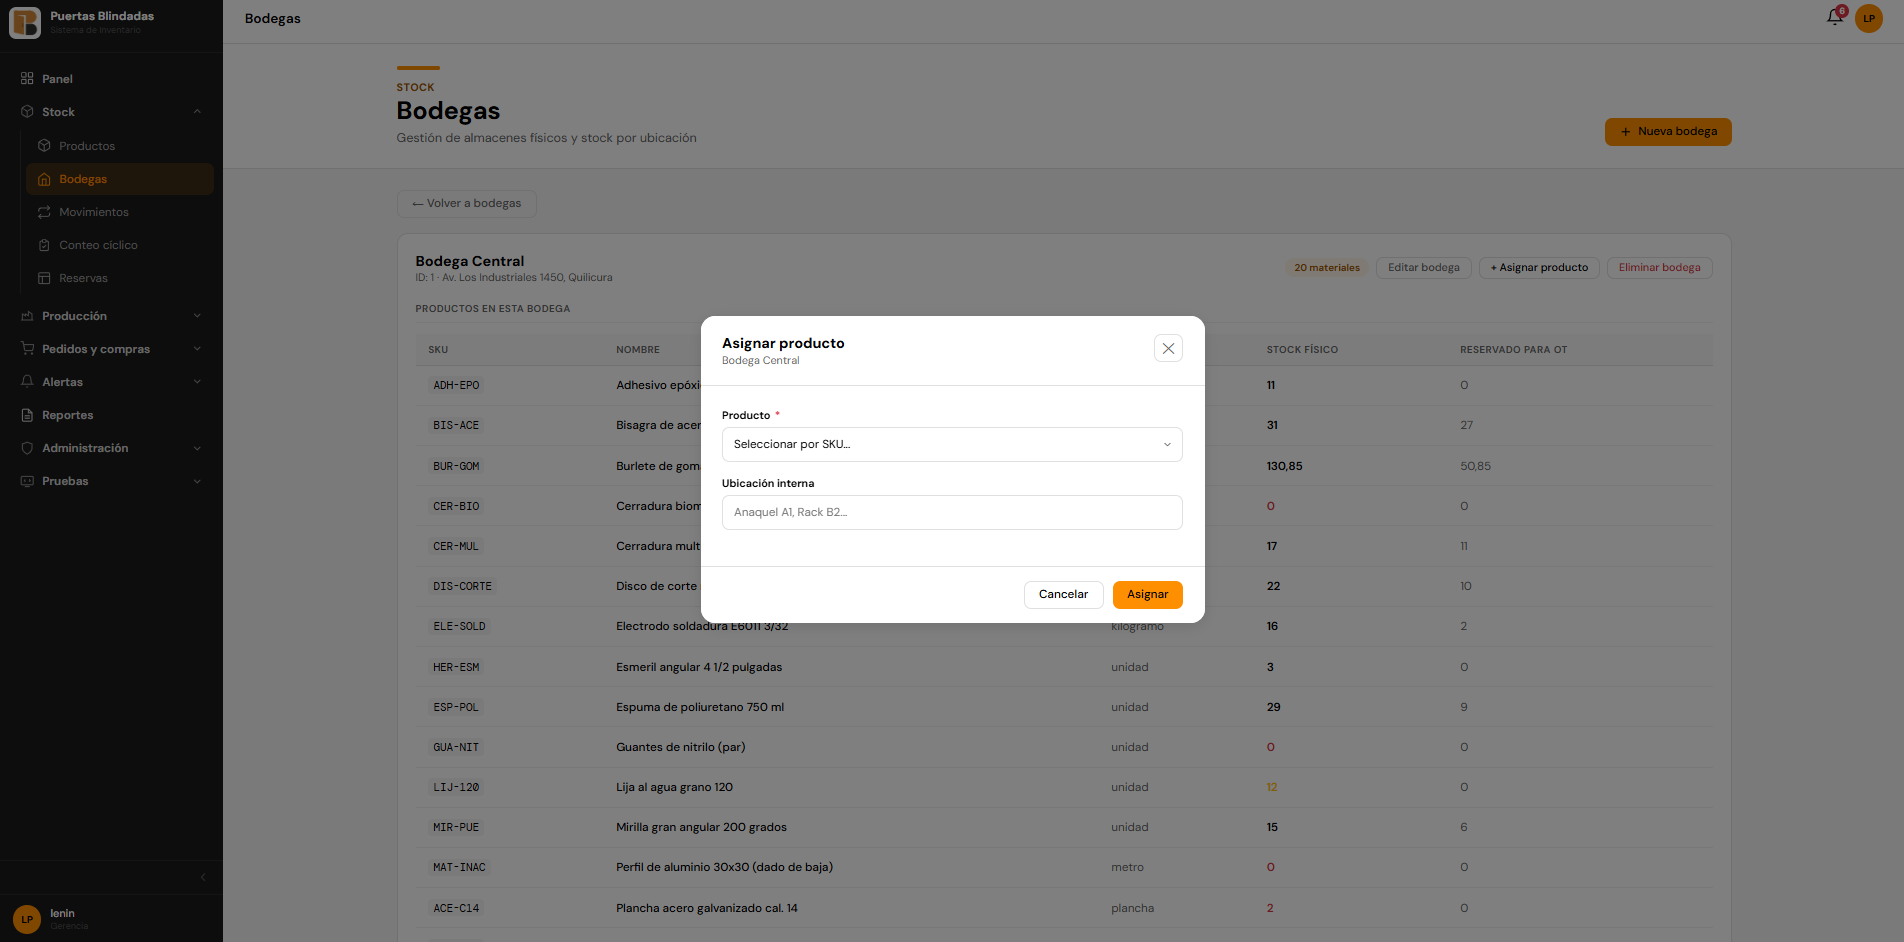 Puertas Blindadas
Sistema de Inventario
Panel
Stock
Productos
Bodegas
Movimientos
Conteo cíclico
Reservas
Producción
Pedidos y compras
Alertas
Reportes
Administración
Pruebas
LP
lenin
Gerencia
Bodegas
6
LP
STOCK
Bodegas
Gestión de almacenes físicos y stock por ubicación
+ Nueva bodega
← Volver a bodegas
Bodega Central
ID: 1 · Av. Los Industriales 1450, Quilicura
20 materiales
Editar bodega
+ Asignar producto
Eliminar bodega
PRODUCTOS EN ESTA BODEGA
SKU NOMBRE STOCK FÍSICO RESERVADO PARA OT
ADH-EPO Adhesivo epóxi 11 0
BIS-ACE Bisagra de acer 31 27
BUR-GOM Burlete de gom 130,85 50,85
CER-BIO Cerradura biom 0 0
CER-MUL Cerradura mult 17 11
DIS-CORTE Disco de corte 22 10
ELE-SOLD Electrodo soldadura E6011 3/32 kilogramo 16 2
HER-ESM Esmeril angular 4 1/2 pulgadas unidad 3 0
ESP-POL Espuma de poliuretano 750 ml unidad 29 9
GUA-NIT Guantes de nitrilo (par) unidad 0 0
LIJ-120 Lija al agua grano 120 unidad 12 0
MIR-PUE Mirilla gran angular 200 grados unidad 15 6
MAT-INAC Perfil de aluminio 30x30 (dado de baja) metro 0 0
ACE-C14 Plancha acero galvanizado cal. 14 plancha 2 0
Asignar producto
Bodega Central
Producto *
Seleccionar por SKU...
Ubicación interna
Anaquel A1, Rack B2...
Cancelar
Asignar